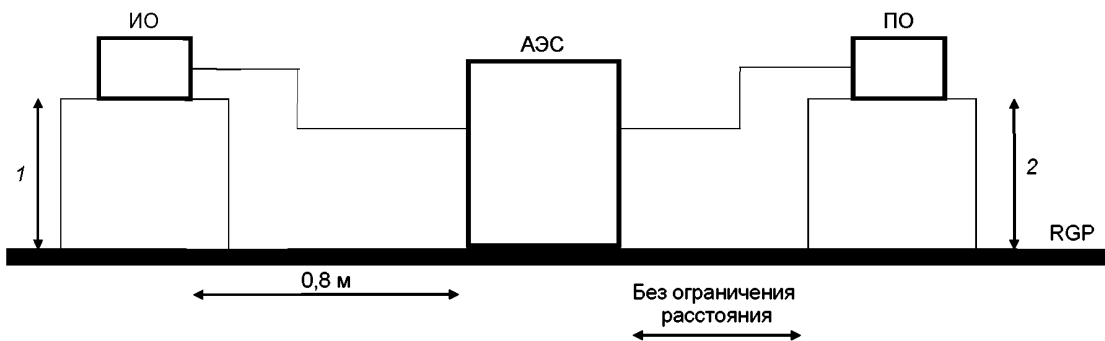 ИО
АЭС
ПО
1
2
RGP
0,8 м
Без ограничения
расстояния